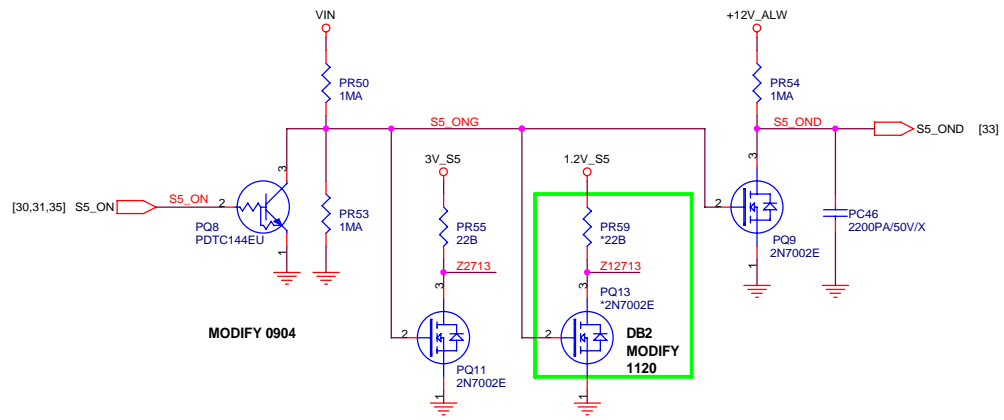 VIN
+12V_ALW
PR50
1MA
PR54
1MA
S5_ONG
S5_OND
S5_OND [33]
3
3V_S5
1.2V_S5
3
[30,31,35] S5_ON
S5_ON
2
PR53
1MA
PR55
22B
PR59
*22B
2
PQ9
2N7002E
PC46
2200PA/50V/X
PQ8
PDTC144EU
1
Z2713
Z12713
1
3
3
PQ13
*2N7002E
MODIFY 0904
2
2
DB2
MODIFY
1120
PQ11
2N7002E
1
1